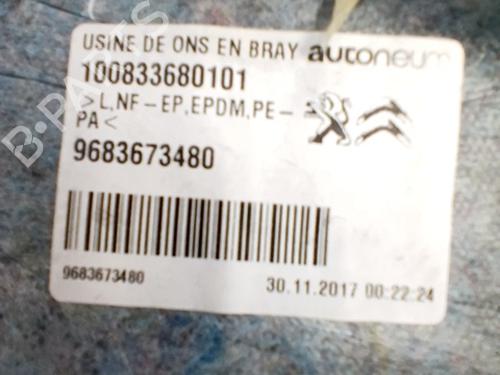 USINE DE ONS EN BRAY autoneum
100833680101
>L,NF-EP,EPDM,PE-
PA<
9683673480
9683673480 30.11.2017 00:22:24